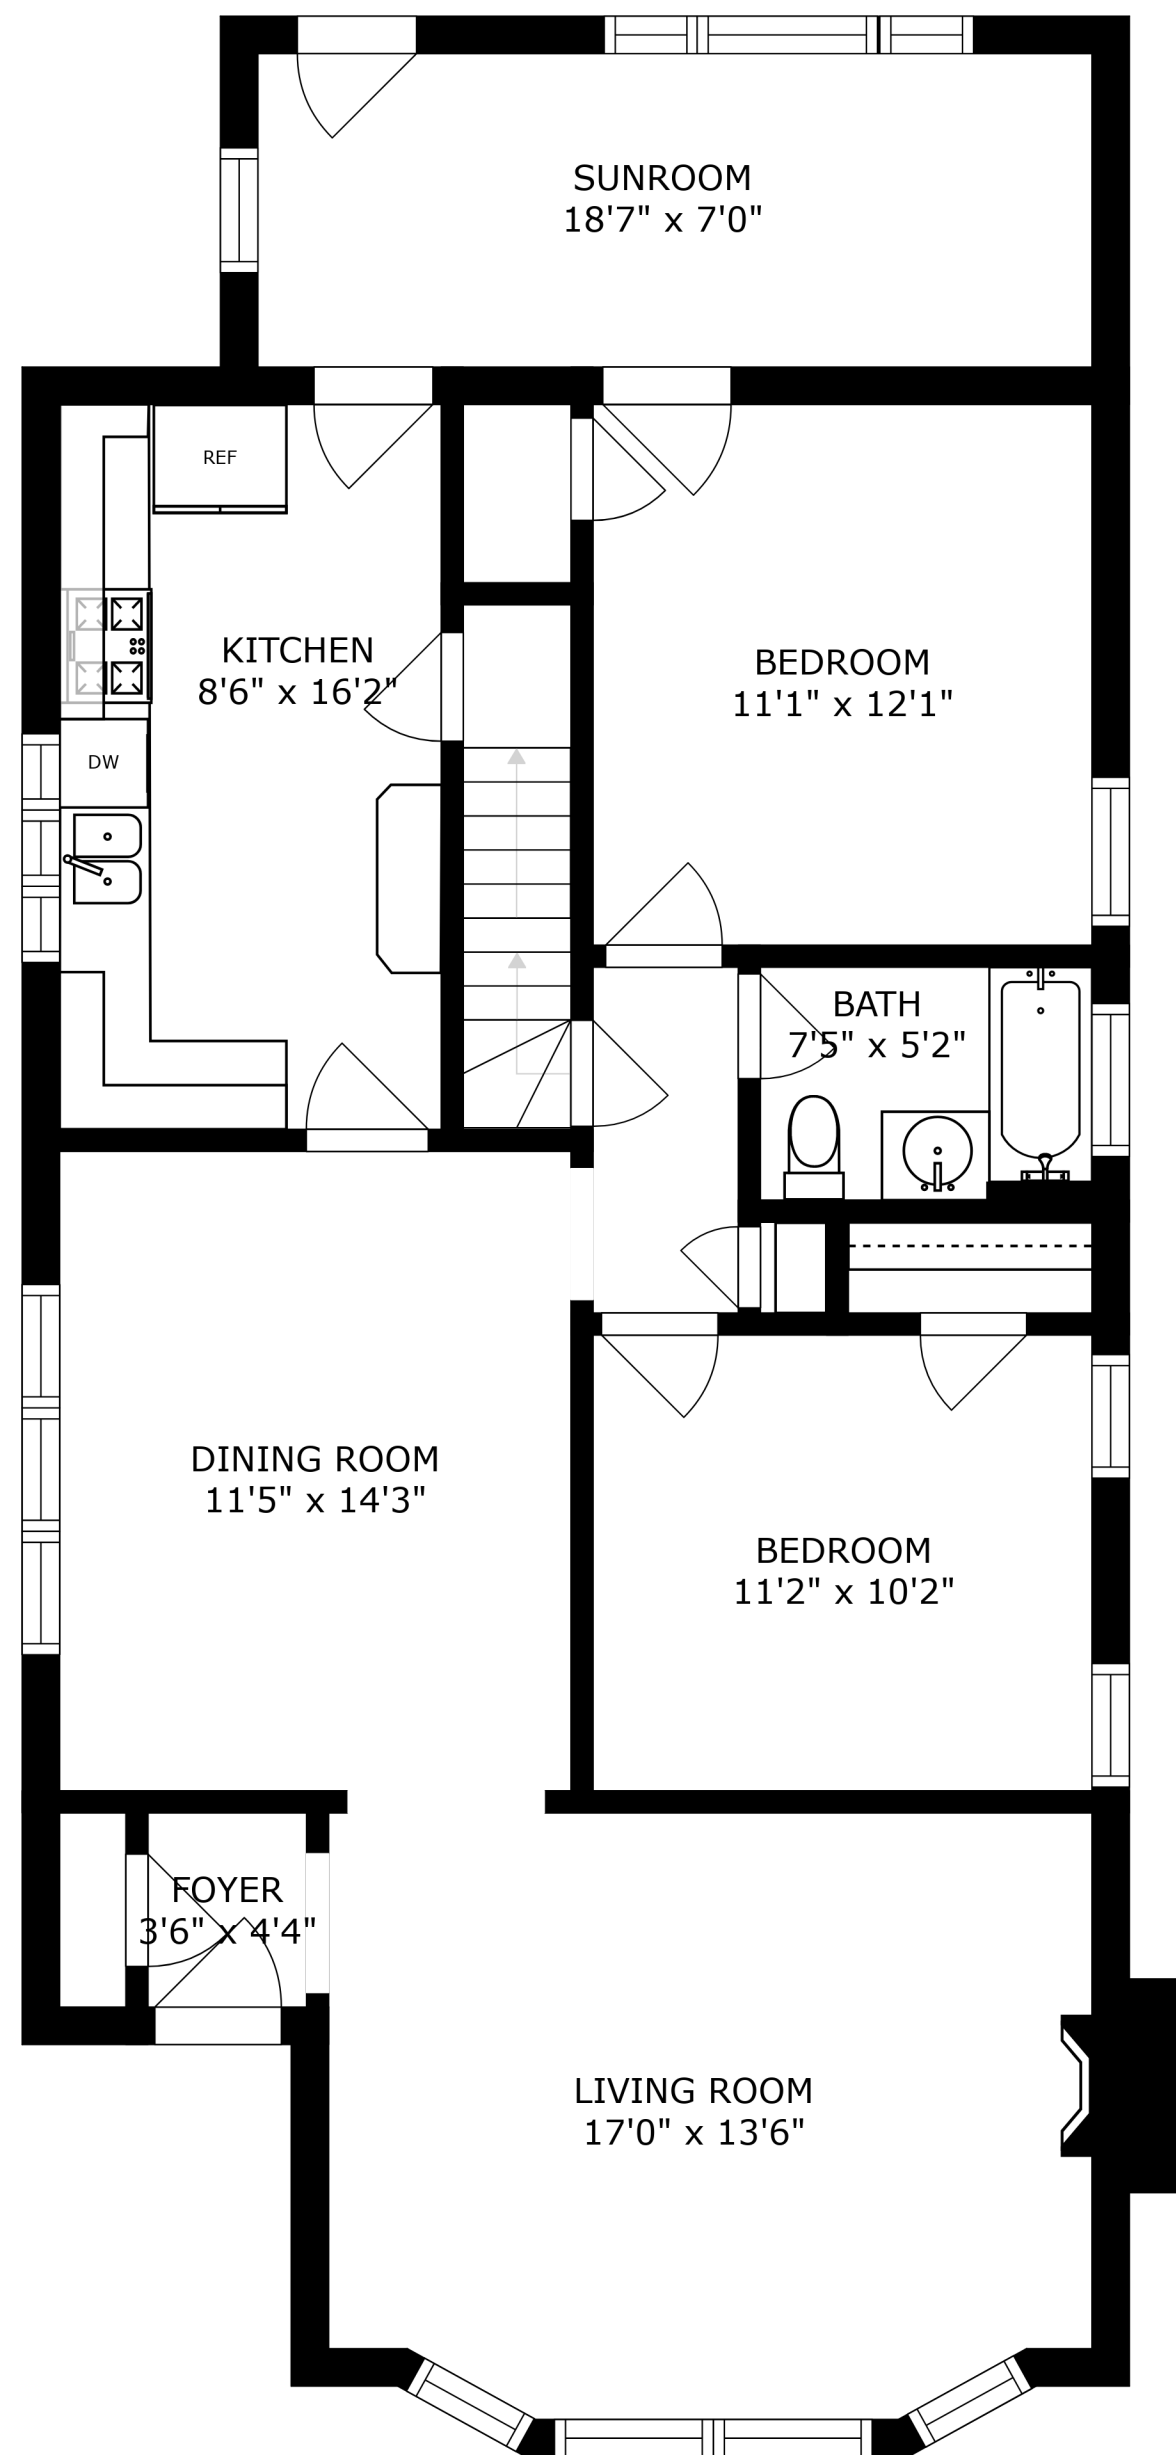 SUNROOM
18'7" x 7'0"
REF
KITCHEN
8'6" x 16'2"
BEDROOM
11'1" x 12'1"
DW
BATH
7'5" x 5'2"
DINING ROOM
11'5" x 14'3"
BEDROOM
11'2" x 10'2"
FOYER
3'6" x 4'4"
LIVING ROOM
17'0" x 13'6"